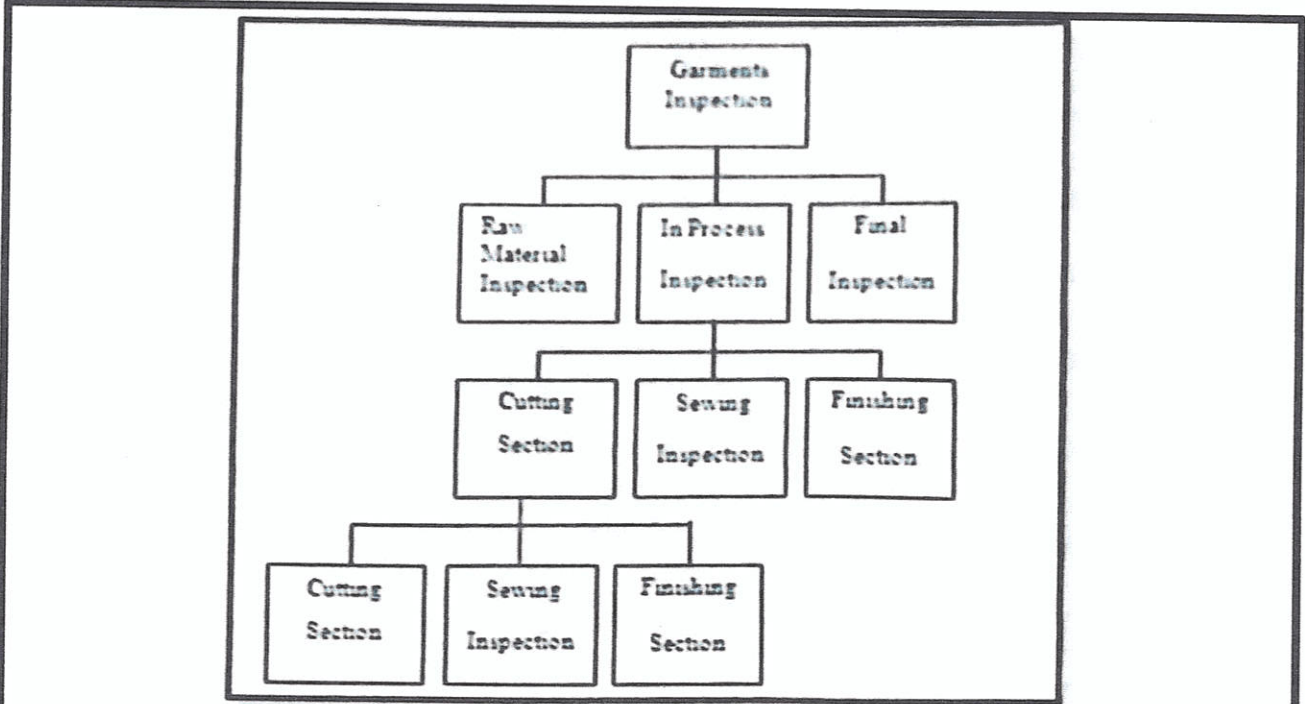 Garments
Inspection
Raw
Material
Inspection
In Process
Inspection
Final
Inspection
Cutting
Section
Sewing
Inspection
Finishing
Section
Cutting
Section
Sewing
Inspection
Finishing
Section